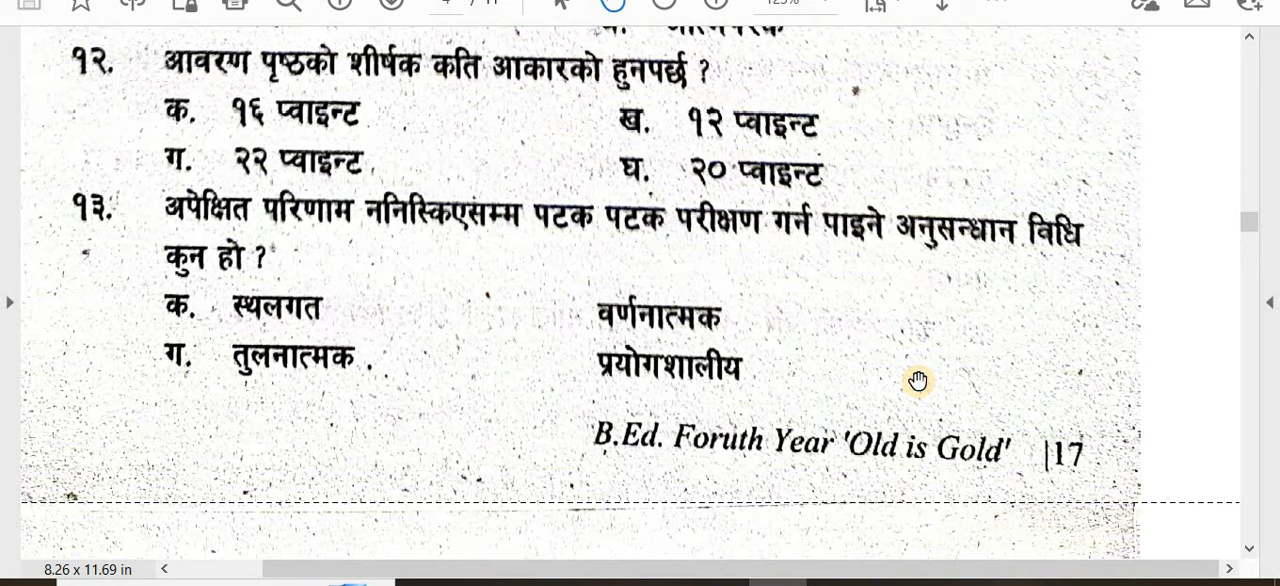 १२. आवरण पृष्ठको शीर्षक कति आकारको हुनपर्छ ?
क. १६ प्वाइन्ट ख. १२ प्वाइन्ट
ग. २२ प्वाइन्ट घ. २० प्वाइन्ट
१३. अपेक्षित परिणाम ननिस्किएसम्म पटक पटक परीक्षण गर्न पाइने अनुसन्धान विधि
कुन हो ?
क. स्थलगत वर्णनात्मक
ग. तुलनात्मक प्रयोगशालीय
B.Ed. Foruth Year 'Old is Gold' |17
8.26 x 11.69 in